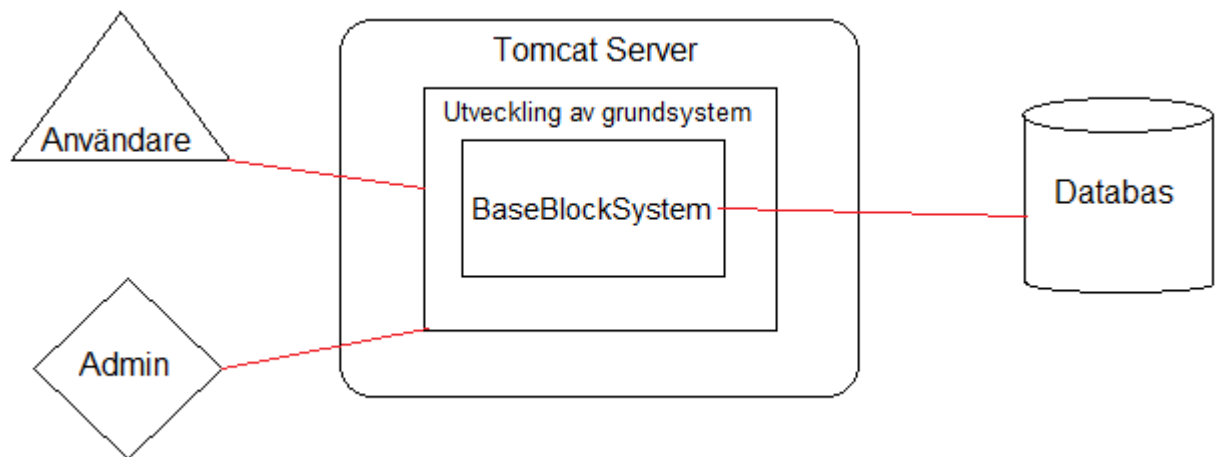 Tomcat Server
Utveckling av grundsystem
Användare
BaseBlockSystem
Databas
Admin